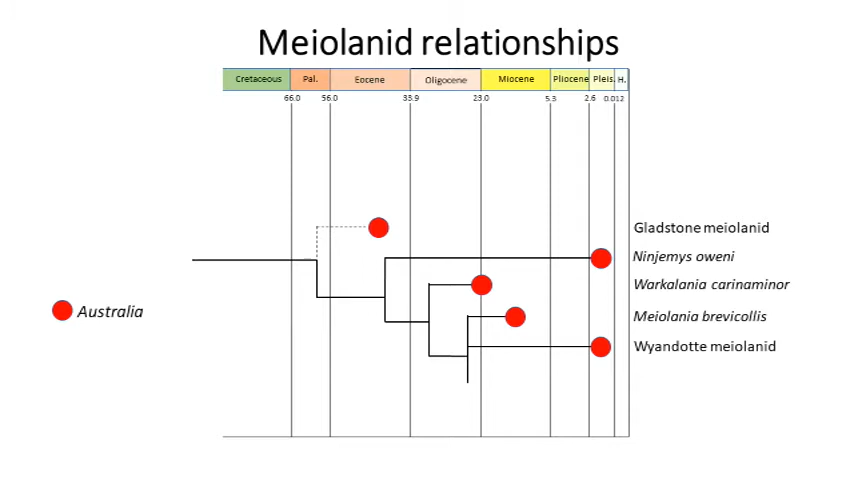 Meiolanid relationships
Cretaceous Pal. Eocene Oligocene Miocene Pliocene Pleis. H.
66.0 56.0 33.9 23.0 5.3 2.6 0.012
Gladstone meiolanid
Ninjemys oweni
Warkalania carinaminor
Australia
Meiolania brevicollis
Wyandotte meiolanid